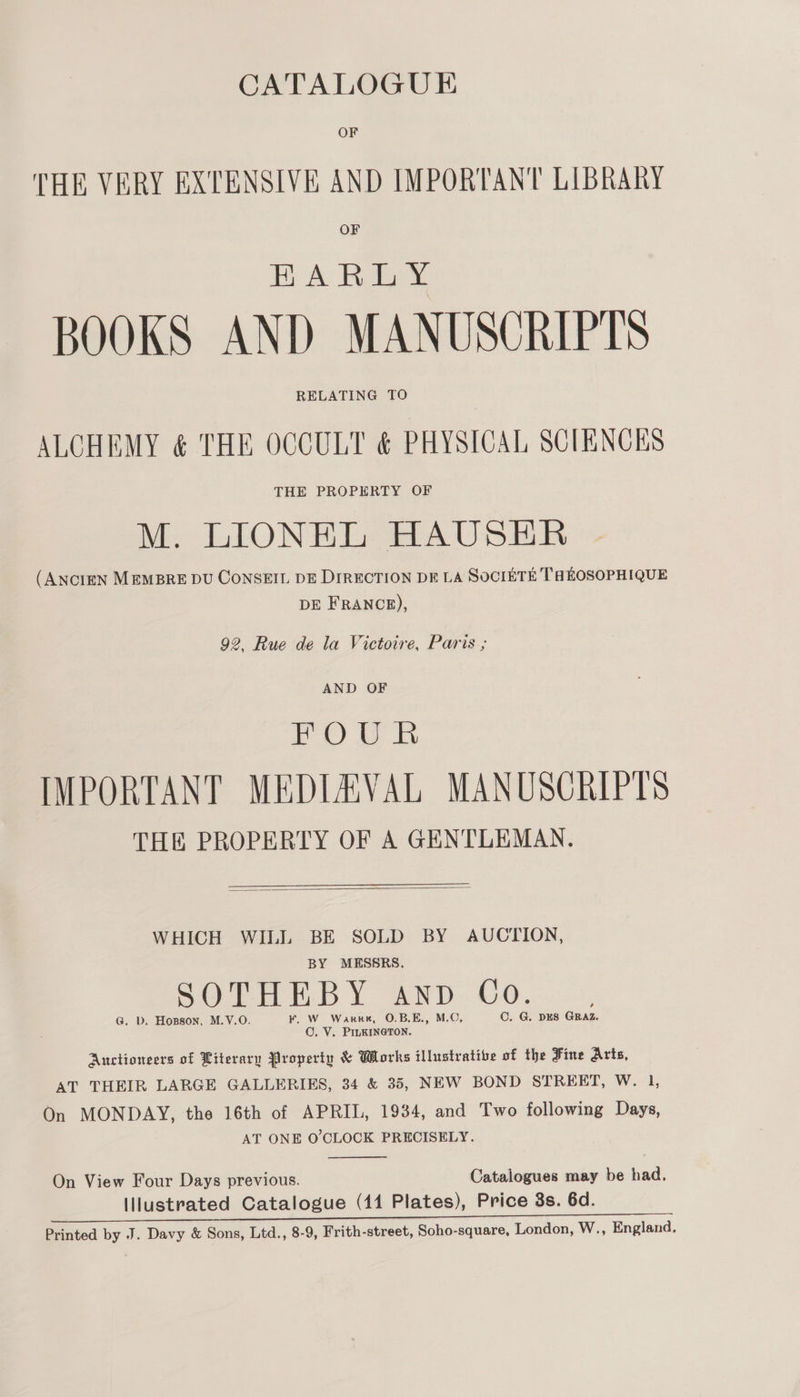 CATALOGUE
OF
THE VERY EXTENSIVE AND IMPORTANT LIBRARY
OF
EARLY
BOOKS AND MANUSCRIPTS
RELATING TO
ALCHEMY & THE OCCULT & PHYSICAL SCIENCES
THE PROPERTY OF
M. LIONEL HAUSER
(ANCIEN MEMBRE DU CONSEIL DE DIRECTION DE LA SOCIÉTÉ THÉOSOPHIQUE
DE FRANCE),
92, Rue de la Victoire, Paris ;
AND OF
FOUR
IMPORTANT MEDIÆVAL MANUSCRIPTS
THE PROPERTY OF A GENTLEMAN.
WHICH WILL BE SOLD BY AUCTION,
BY MESSRS.
SOTHEBY AND CO.
G. D. HOBSON, M.V.O. F. W WARRE, O.B.E., M.C. C. G. DES GRAZ.
C. V. PILKINGTON.
Auctioneers of Literary Property & Works illustrative of the Fine Arts,
AT THEIR LARGE GALLERIES, 34 & 35, NEW BOND STREET, W. 1,
On MONDAY, the 16th of APRIL, 1934, and Two following Days,
AT ONE O'CLOCK PRECISELY.
On View Four Days previous. Catalogues may be had.
Illustrated Catalogue (11 Plates), Price 3s. 6d.
Printed by J. Davy & Sons, Ltd., 8-9, Frith-street, Soho-square, London, W., England.